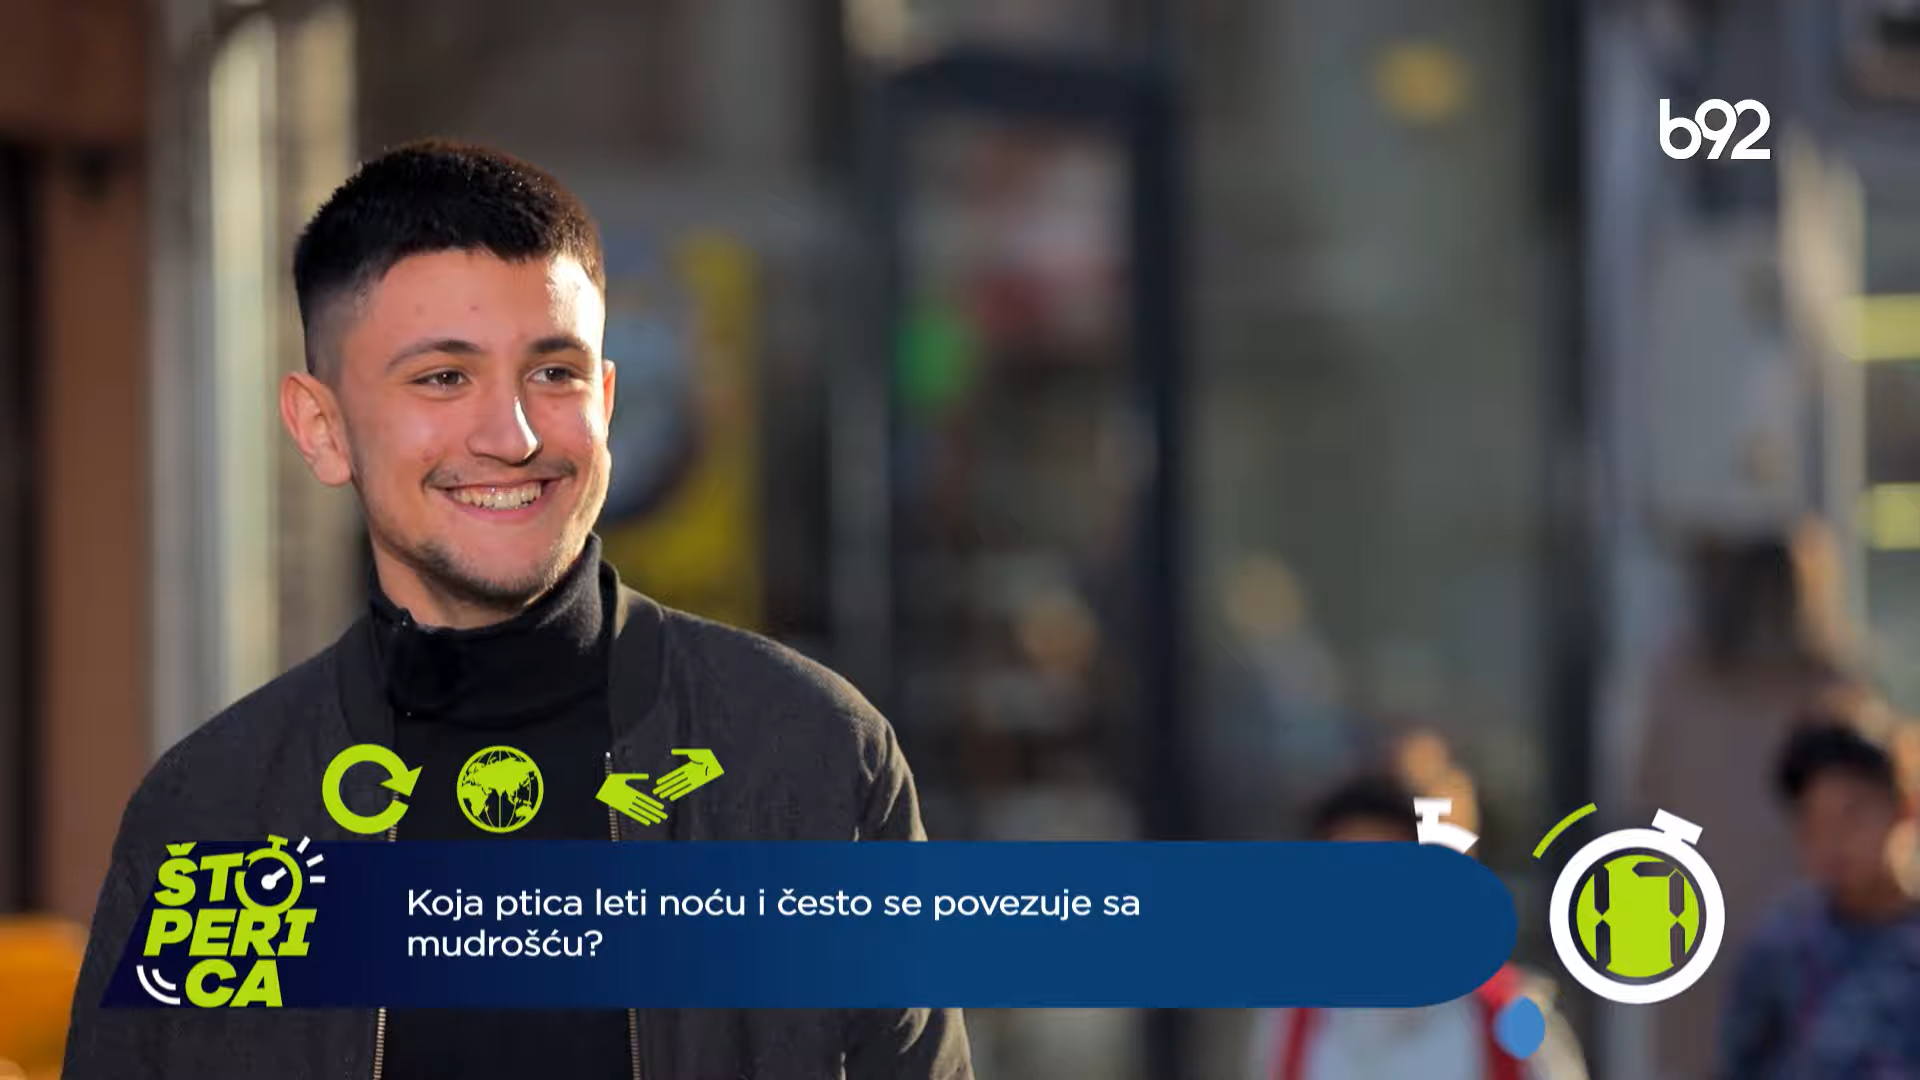 b92
ŠTO
PERI
CA
Koja ptica leti noću i često se povezuje sa
mudrošću?